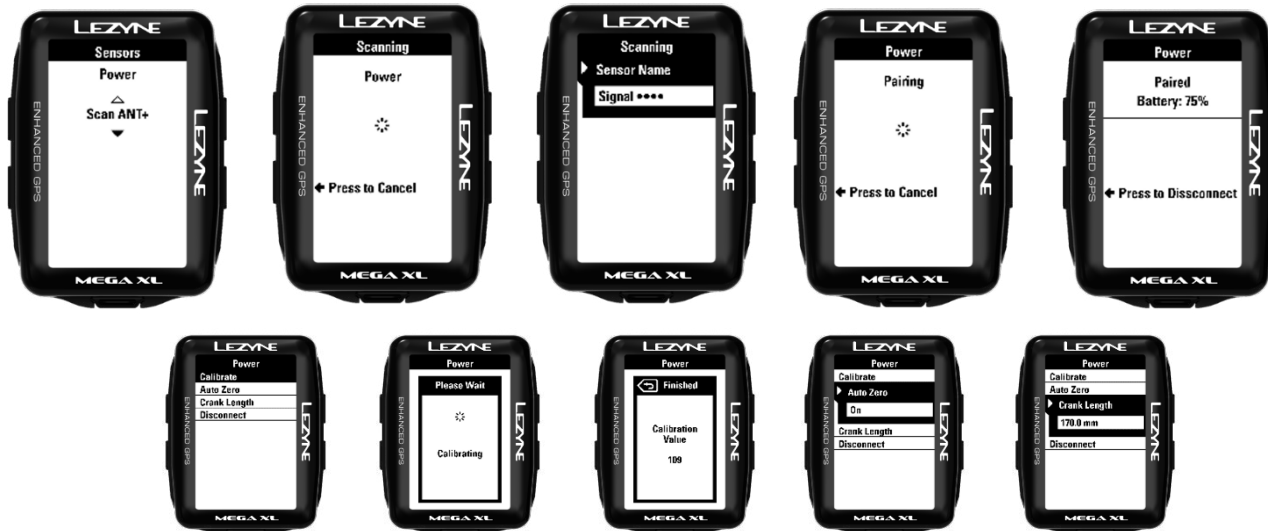 LEZYNE
Sensors
Power
Scan ANT+
ENHANCED GPS
LEZYNE
MEGA XL
LEZYNE
Scanning
Power
Press to Cancel
ENHANCED GPS
LEZYNE
MEGA XL
LEZYNE
Scanning
Sensor Name
Signal ••••
ENHANCED GPS
LEZYNE
MEGA XL
LEZYNE
Power
Pairing
Press to Cancel
ENHANCED GPS
LEZYNE
MEGA XL
LEZYNE
Power
Paired
Battery: 75%
Press to Dissconnect
ENHANCED GPS
LEZYNE
MEGA XL
LEZYNE
Power
Calibrate
Auto Zero
Crank Length
Disconnect
ENHANCED GPS
LEZYNE
MEGA XL
LEZYNE
Power
Please Wait
Calibrating
ENHANCED GPS
LEZYNE
MEGA XL
LEZYNE
Power
Finished
Calibration
Value
109
ENHANCED GPS
LEZYNE
MEGA XL
LEZYNE
Power
Calibrate
Auto Zero
On
Crank Length
Disconnect
ENHANCED GPS
LEZYNE
MEGA XL
LEZYNE
Power
Calibrate
Auto Zero
Crank Length
170.0 mm
Disconnect
ENHANCED GPS
LEZYNE
MEGA XL